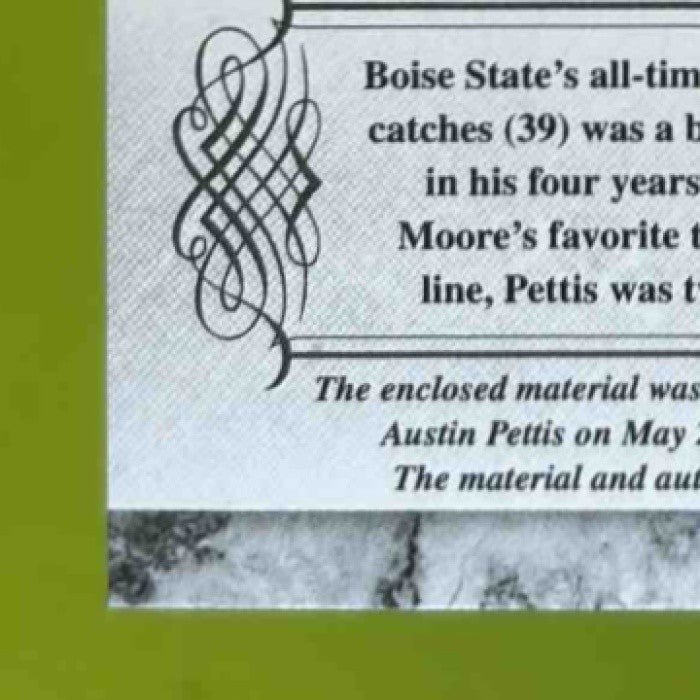 Boise State's all-tim
catches (39) was a b
in his four years
Moore's favorite t
line, Pettis was t
The enclosed material was
Austin Pettis on May
The material and aut